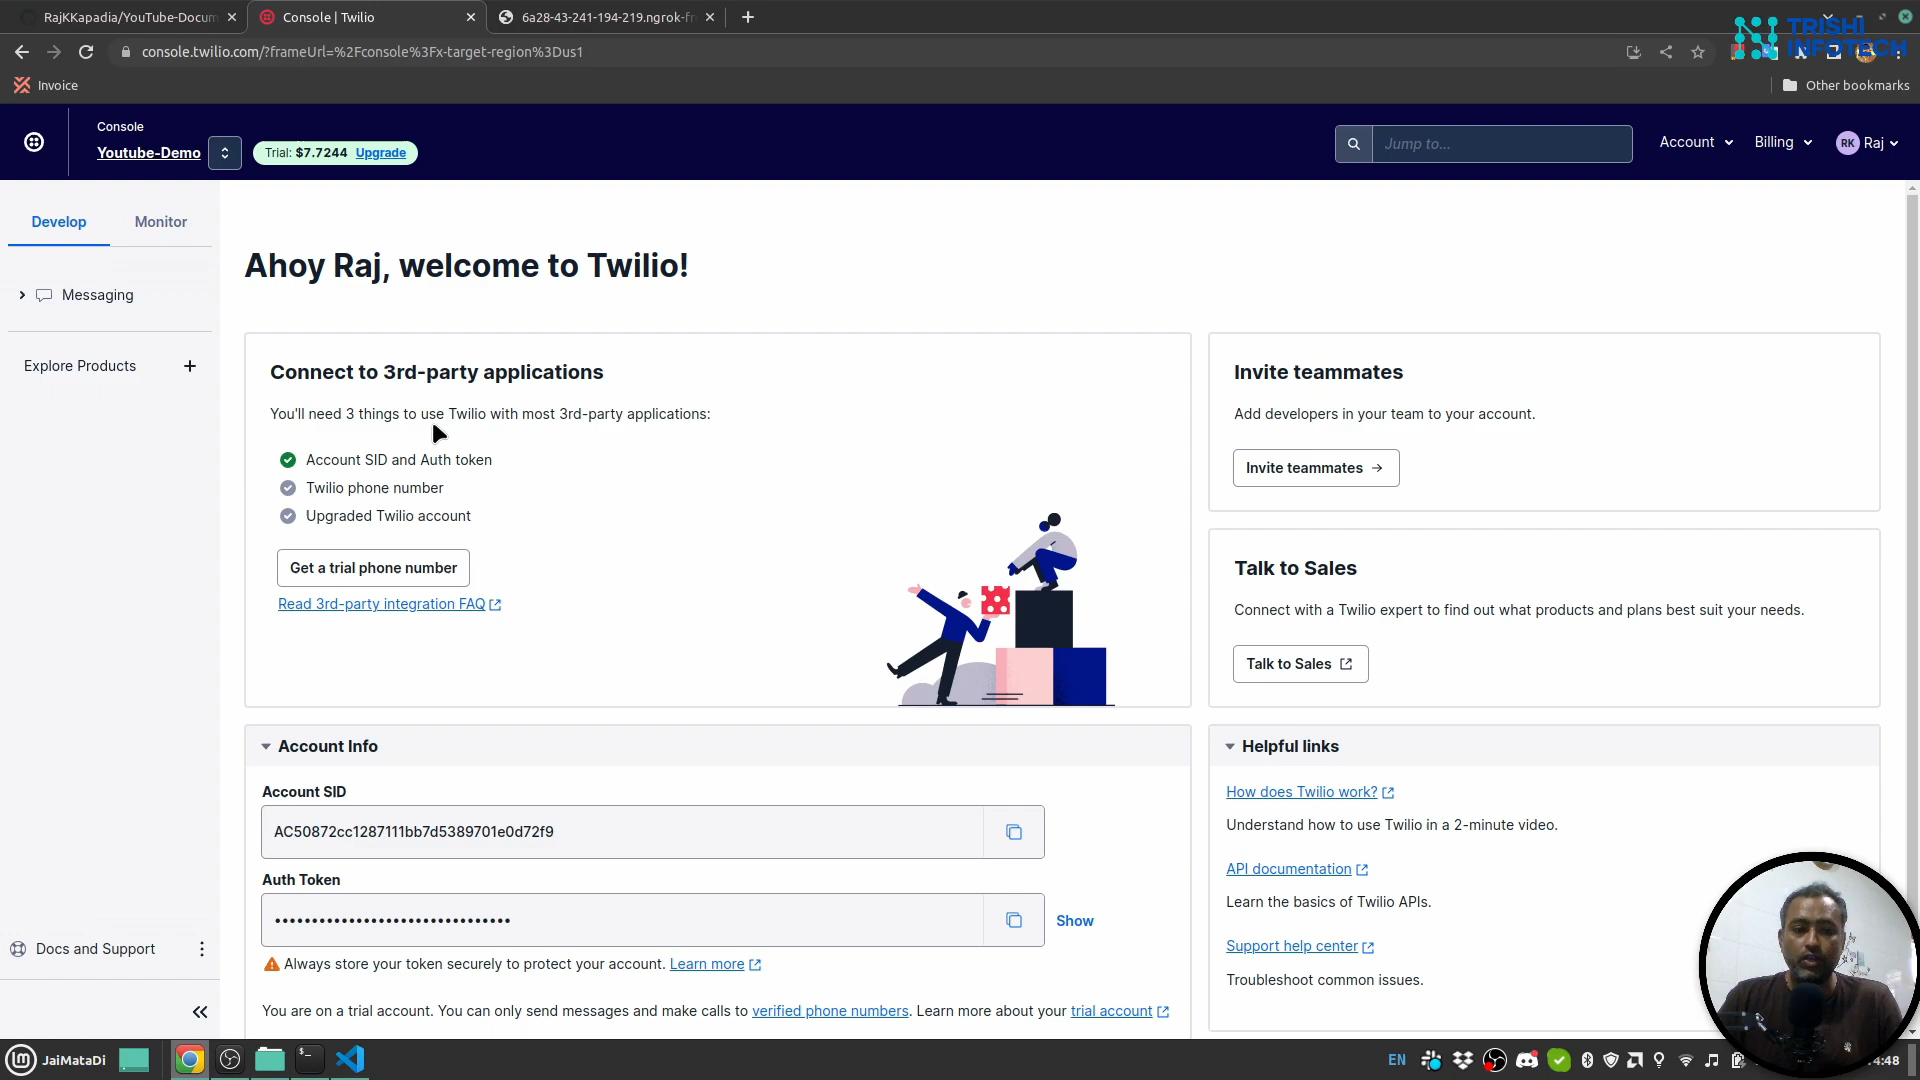 RajKKapadia/YouTube-Docum
Console | Twilio
6a28-43-241-194-219.ngrok-fr
console.twilio.com/?frameUrl=%2Fconsole%3Fx-target-region%3Dus1
TRISHI
INFOTECH
Invoice
Other bookmarks
Console
Youtube-Demo
Trial: $7.7244 Upgrade
Jump to...
Account
Billing
RK Raj
Develop
Monitor
Messaging
Explore Products
Ahoy Raj, welcome to Twilio!
Connect to 3rd-party applications
You'll need 3 things to use Twilio with most 3rd-party applications:
Account SID and Auth token
Twilio phone number
Upgraded Twilio account
Get a trial phone number
Read 3rd-party integration FAQ
Invite teammates
Add developers in your team to your account.
Invite teammates
Talk to Sales
Connect with a Twilio expert to find out what products and plans best suit your needs.
Talk to Sales
Account Info
Account SID
AC50872cc1287111bb7d5389701e0d72f9
Auth Token
••••••••••••••••••••••••••••••••
Show
Always store your token securely to protect your account. Learn more
You are on a trial account. You can only send messages and make calls to verified phone numbers. Learn more about your trial account
Helpful links
How does Twilio work?
Understand how to use Twilio in a 2-minute video.
API documentation
Learn the basics of Twilio APIs.
Support help center
Troubleshoot common issues.
Docs and Support
JaiMataDi
EN
4:48